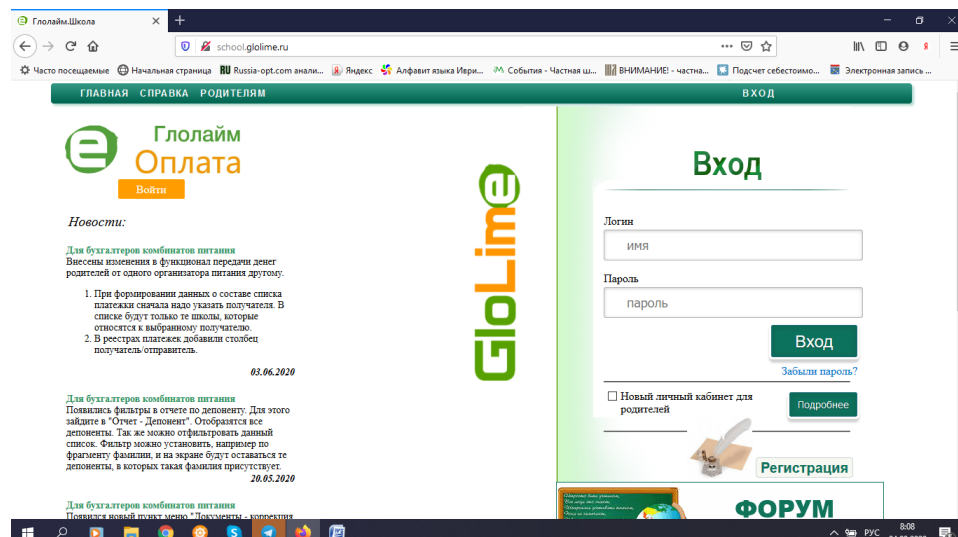 Глолайм.Школа
school.glolime.ru
Часто посещаемые Начальная страница Russia-opt.com анали... Яндекс Алфавит языка Иври... События - Частная ш... ВНИМАНИЕ! - частна... Подсчет себестоимо... Электронная запись ...
ГЛАВНАЯ СПРАВКА РОДИТЕЛЯМ ВХОД
Глолайм
Оплата
Войти
Новости:
Для бухгалтеров комбинатов питания
Внесены изменения в функционал передачи денег
родителей от одного организатора питания другому.
1. При формировании данных о составе списка
платежки сначала надо указать получателя. В
списке будут только те школы, которые
относятся к выбранному получателю.
2. В реестрах платежек добавили столбец
получатель/отправитель.
03.06.2020
Для бухгалтеров комбинатов питания
Появились фильтры в отчете по депоненту. Для этого
зайдите в "Отчет - Депонент". Отобразятся все
депоненты. Так же можно отфильтровать данный
список. Фильтр можно установить, например по
фрагменту фамилии, и на экране будут оставаться те
депоненты, в которых такая фамилия присутствует.
20.05.2020
Для бухгалтеров комбинатов питания
Появился новый пункт меню "Документы - коррекция
GloLime
Вход
Логин
имя
Пароль
пароль
Вход
Забыли пароль?
Новый личный кабинет для
родителей
Подробнее
Регистрация
ФОРУМ
РУС 8:08